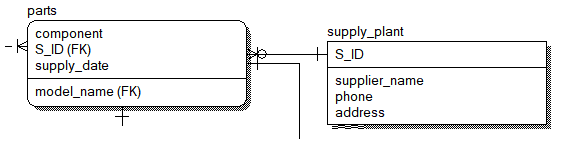 parts
component
S_ID (FK)
supply_date
model_name (FK)
supply_plant
S_ID
supplier_name
phone
address